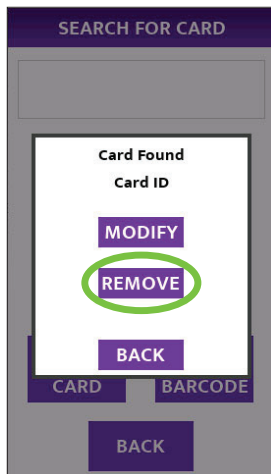 SEARCH FOR CARD
Card Found
Card ID
MODIFY
REMOVE
BACK
CARD
BARCODE
BACK